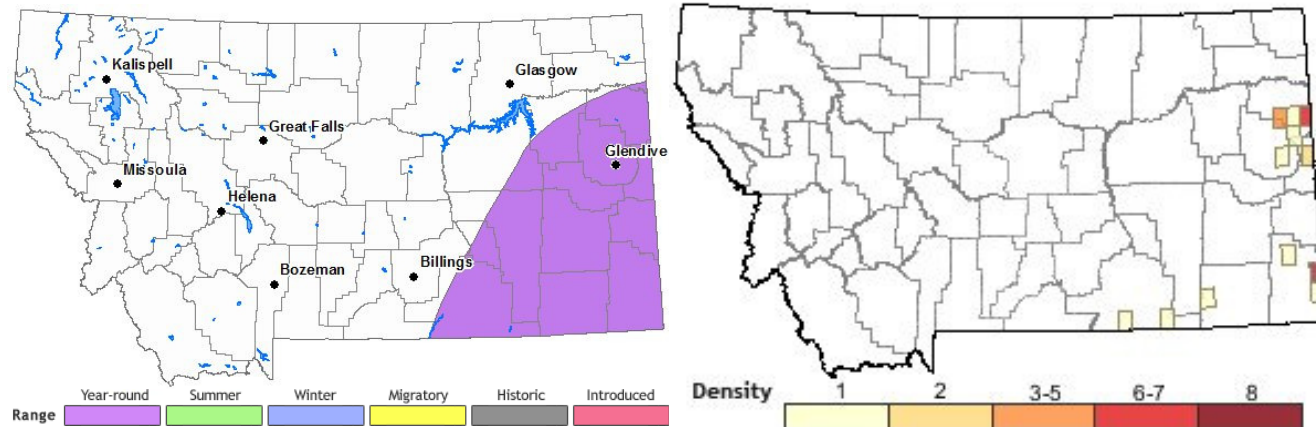 Kalispell
Glasgow
Great Falls
Glendive
Missoula
Helena
Billings
Bozeman
Year-round Summer Winter Migratory Historic Introduced
Range
Density 1 2 3-5 6-7 8